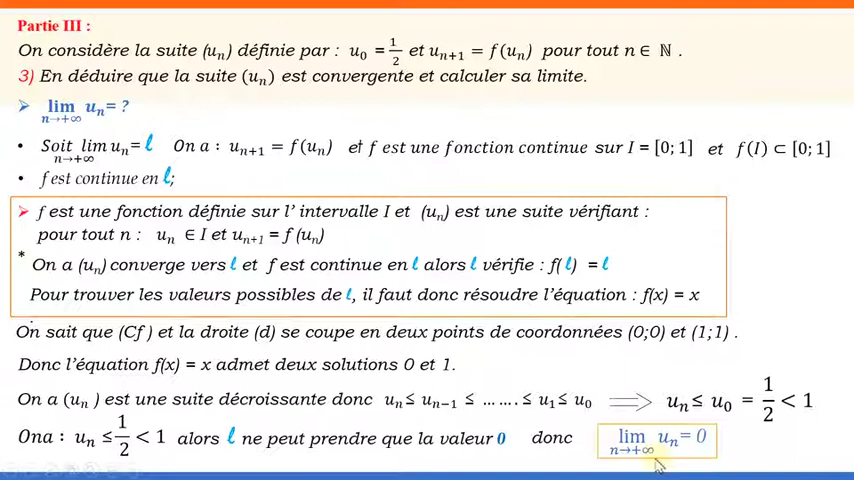 Partie III :
On considère la suite (uₙ) définie par : u₀ = 1/2 et uₙ₊₁ = f(uₙ) pour tout n ∈ ℕ .
3) En déduire que la suite (uₙ) est convergente et calculer sa limite.
➢ lim n→+∞ uₙ= ?
• Soit lim n→+∞ uₙ= ℓ On a : uₙ₊₁ = f(uₙ) et f est une fonction continue sur I = [0; 1] et f(I) ⊂ [0; 1]
• f est continue en ℓ;
➢ f est une fonction définie sur l’ intervalle I et (uₙ) est une suite vérifiant :
pour tout n : uₙ ∈ I et uₙ₊₁ = f (uₙ)
* On a (uₙ) converge vers ℓ et f est continue en ℓ alors ℓ vérifie : f( ℓ) = ℓ
Pour trouver les valeurs possibles de ℓ, il faut donc résoudre l’équation : f(x) = x
On sait que (Cf ) et la droite (d) se coupe en deux points de coordonnées (0;0) et (1;1) .
Donc l’équation f(x) = x admet deux solutions 0 et 1.
On a (uₙ ) est une suite décroissante donc uₙ≤ uₙ₋₁ ≤ ……. ≤ u₁≤ u₀ ⟹ uₙ≤ u₀ = 1/2 < 1
Ona : uₙ ≤ 1/2 < 1 alors ℓ ne peut prendre que la valeur 0 donc lim n→+∞ uₙ= 0